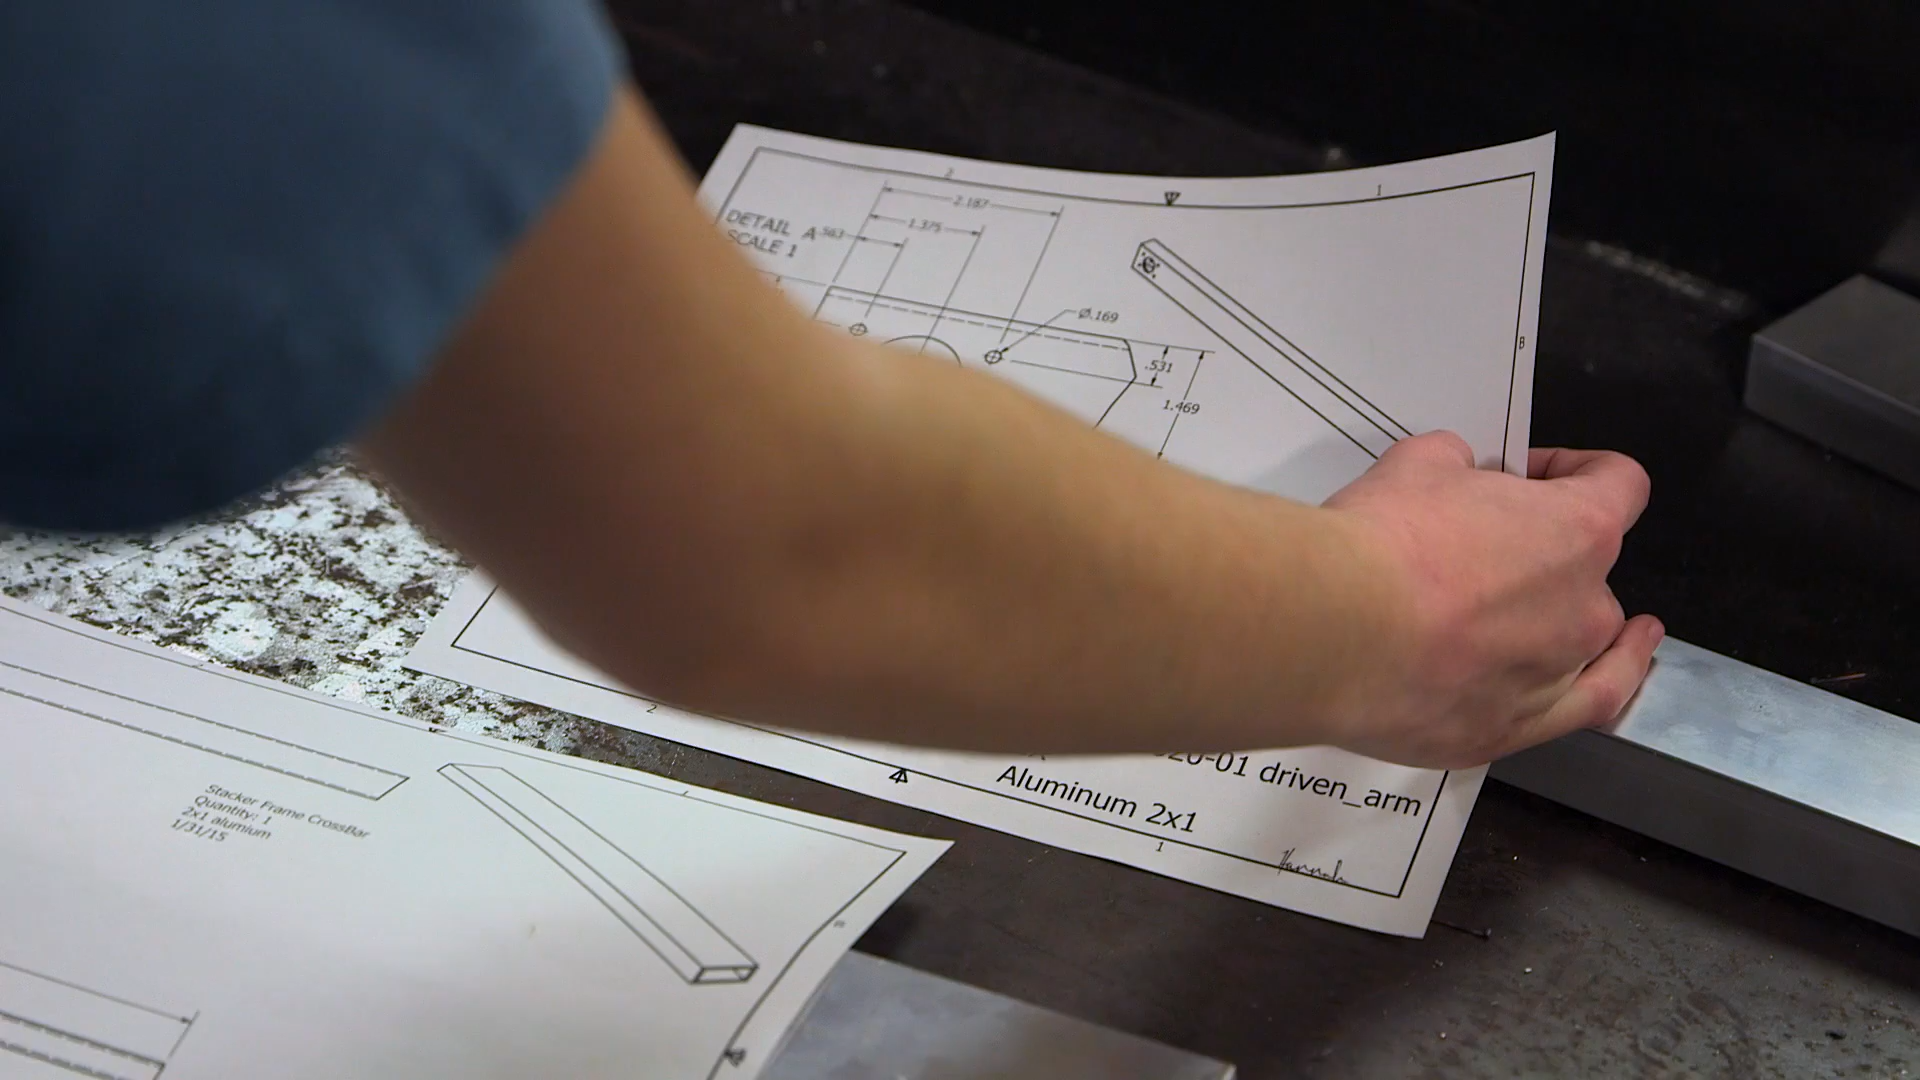 2
1
2.187
1.375
DETAIL A
.563
SCALE 1
Ø.169
B
.531
1.469
2
20-01 driven_arm
Aluminum 2x1
1
Hannah
Stacker Frame CrossBar
Quantity: 1
2x1 alumium
1/31/15